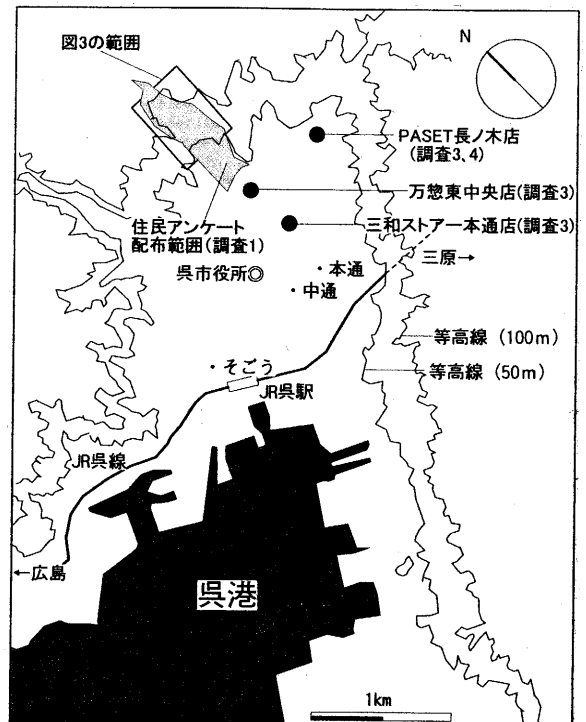 図3の範囲
N
PASET長ノ木店
(調査3、4)
万惣東中央店(調査3)
住民アンケート
配布範囲(調査1)
三和ストアー本通店(調査3)
三原→
呉市役所◎
・本通
・中通
等高線 (100m)
等高線 (50m)
・そごう
JR呉駅
JR呉線
←広島
呉港
1km